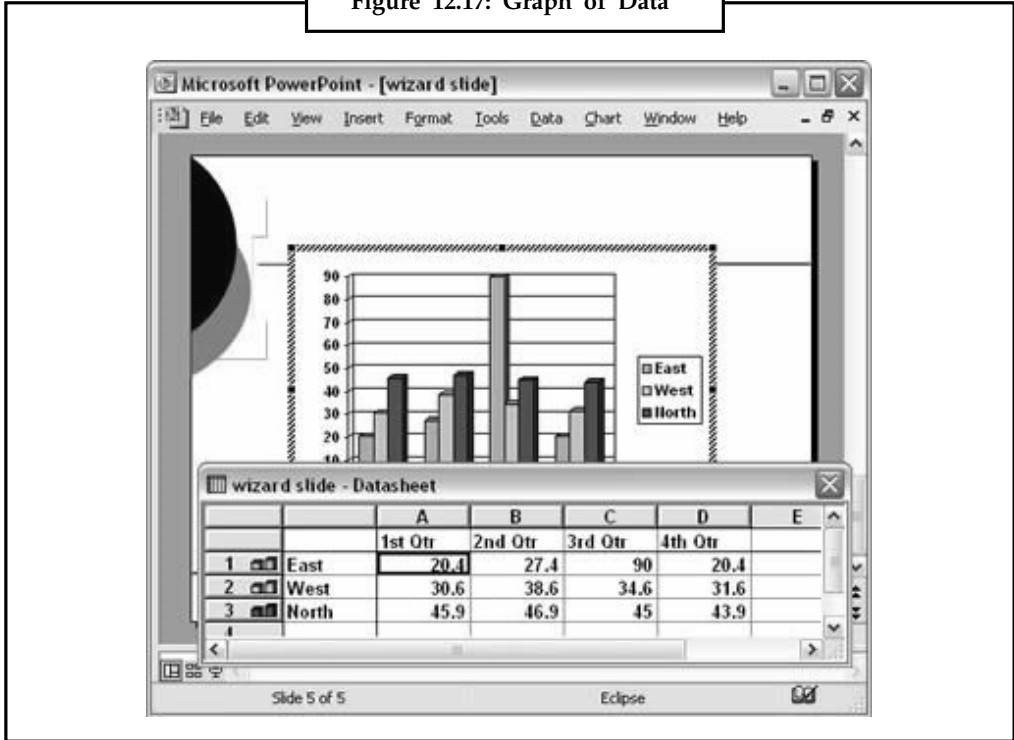 Figure 12.17: Graph of Data
Microsoft PowerPoint - [wizard slide]
File Edit View Insert Format Tools Data Chart Window Help
90
80
70
60
50
40
30
20
10
East
West
North
wizard slide - Datasheet
A B C D E
1st Qtr 2nd Qtr 3rd Qtr 4th Qtr
1 East 20.4 27.4 90 20.4
2 West 30.6 38.6 34.6 31.6
3 North 45.9 46.9 45 43.9
4
Slide 5 of 5 Eclipse